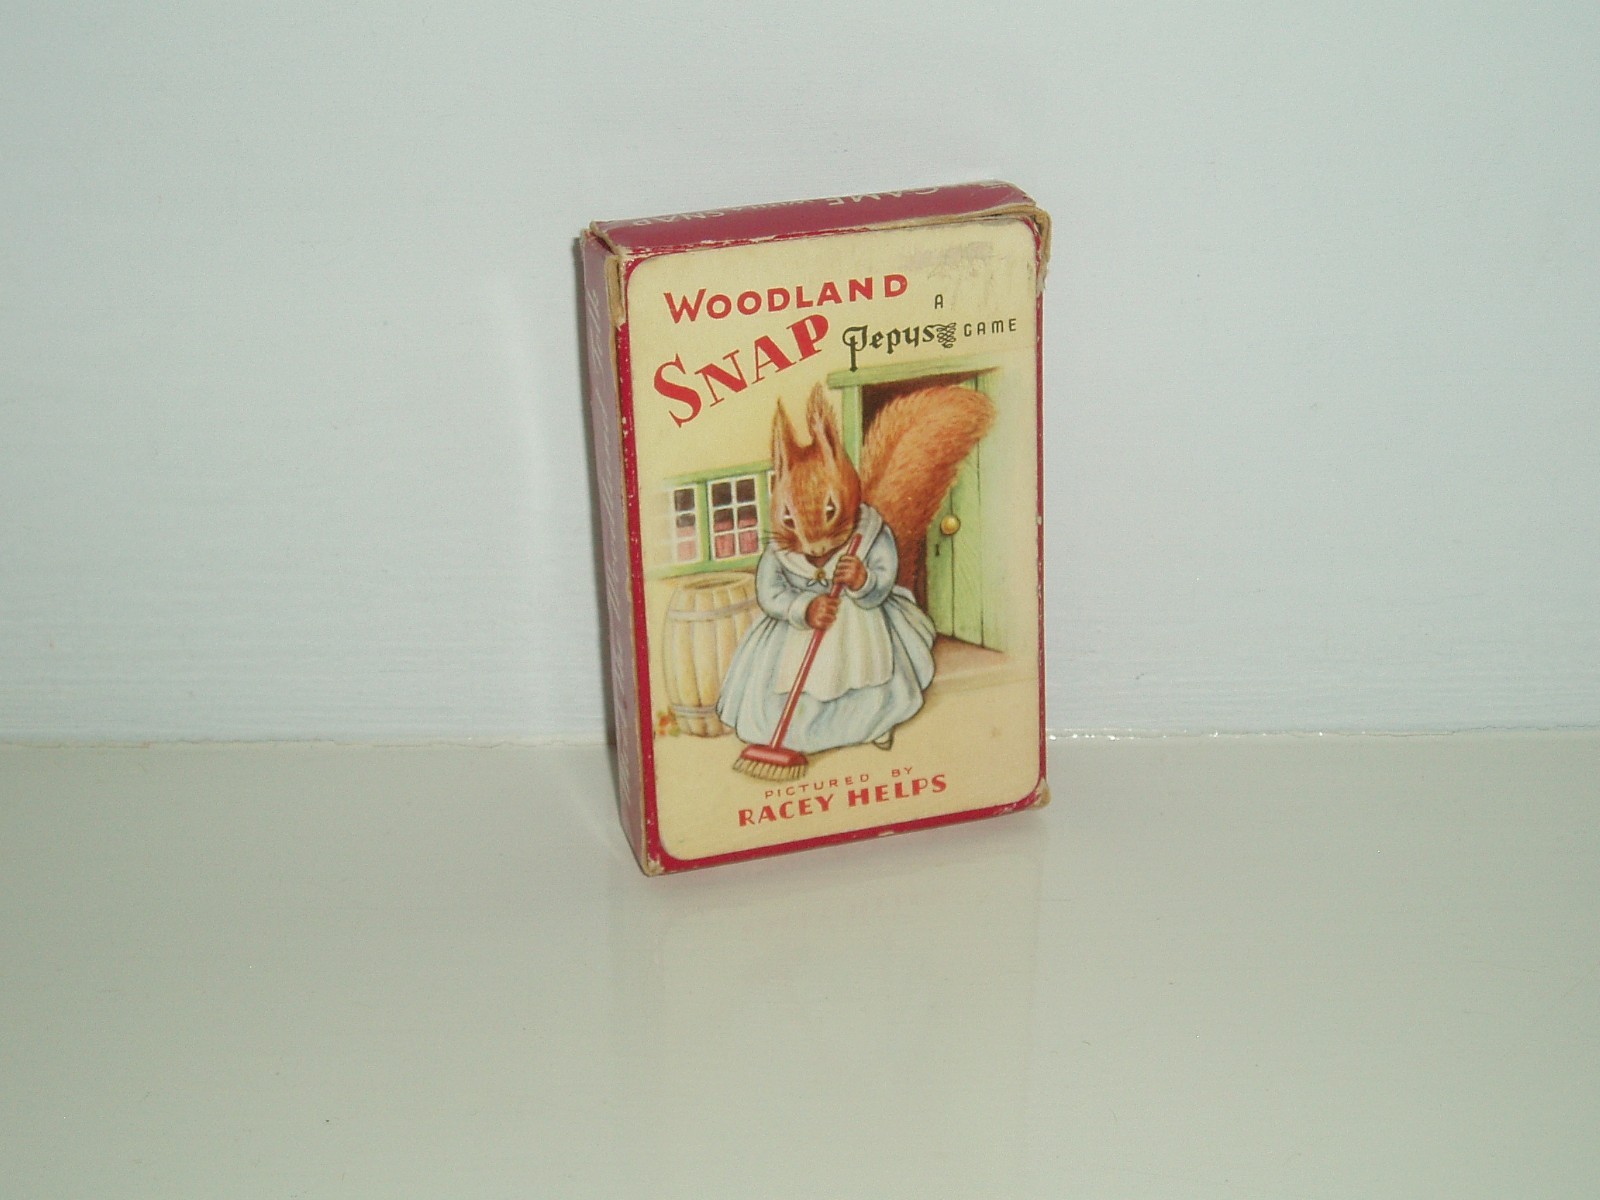 WOODLAND
SNAP
A
Pepys GAME
PICTURED BY
RACEY HELPS